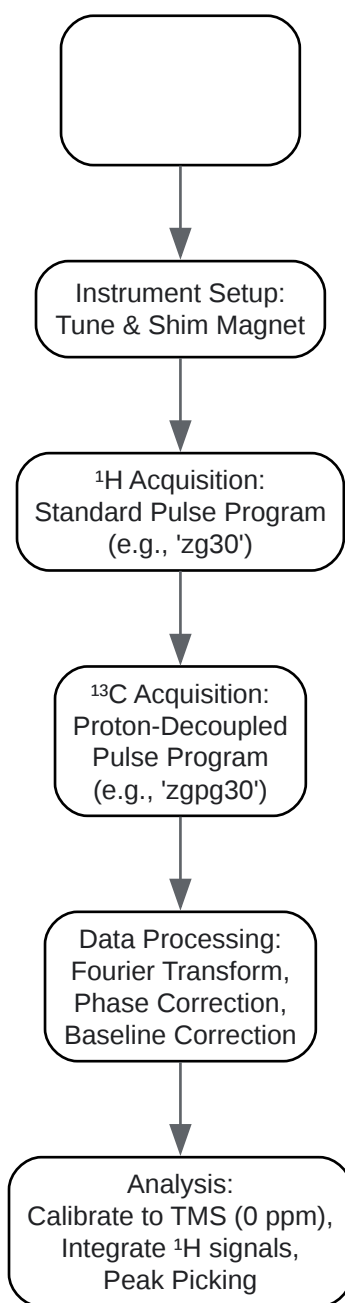 Instrument Setup:
Tune & Shim Magnet
¹H Acquisition:
Standard Pulse Program
(e.g., 'zg30')
¹³C Acquisition:
Proton-Decoupled
Pulse Program
(e.g., 'zgpg30')
Data Processing:
Fourier Transform,
Phase Correction,
Baseline Correction
Analysis:
Calibrate to TMS (0 ppm),
Integrate ¹H signals,
Peak Picking